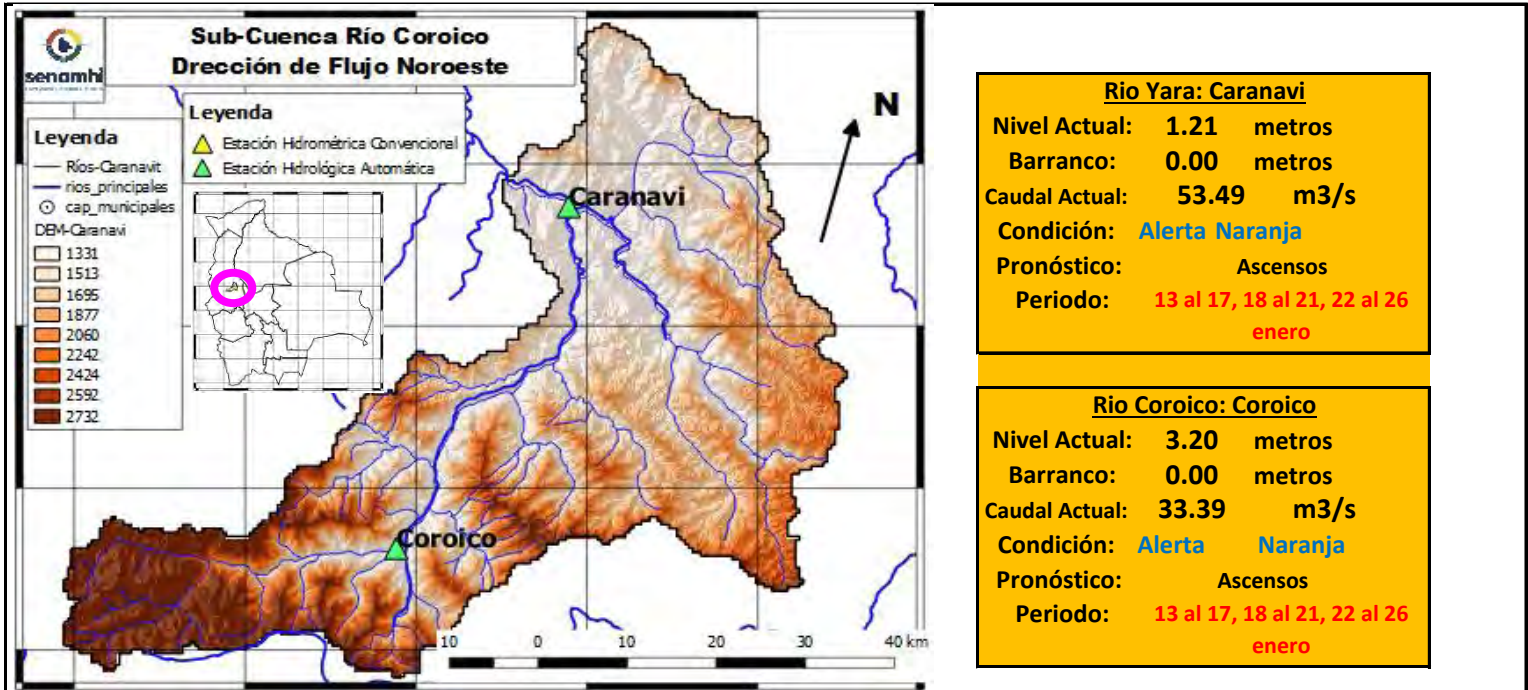 Sub-Cuenca Río Coroico
Drección de Flujo Noroeste
senamhi
Leyenda
Estación Hidrométrica Convencional
Estación Hidrológica Automática
Leyenda
Ríos-Caranavit
rios_principales
cap_municipales
DEM-Caranavi
1331
1513
1695
1877
2060
2242
2424
2592
2732
N
Caranavi
Coroico
10 0 10 20 30 40 km
Rio Yara: Caranavi
Nivel Actual: 1.21 metros
Barranco: 0.00 metros
Caudal Actual: 53.49 m3/s
Condición: Alerta Naranja
Pronóstico: Ascensos
Periodo: 13 al 17, 18 al 21, 22 al 26
enero
Rio Coroico: Coroico
Nivel Actual: 3.20 metros
Barranco: 0.00 metros
Caudal Actual: 33.39 m3/s
Condición: Alerta Naranja
Pronóstico: Ascensos
Periodo: 13 al 17, 18 al 21, 22 al 26
enero